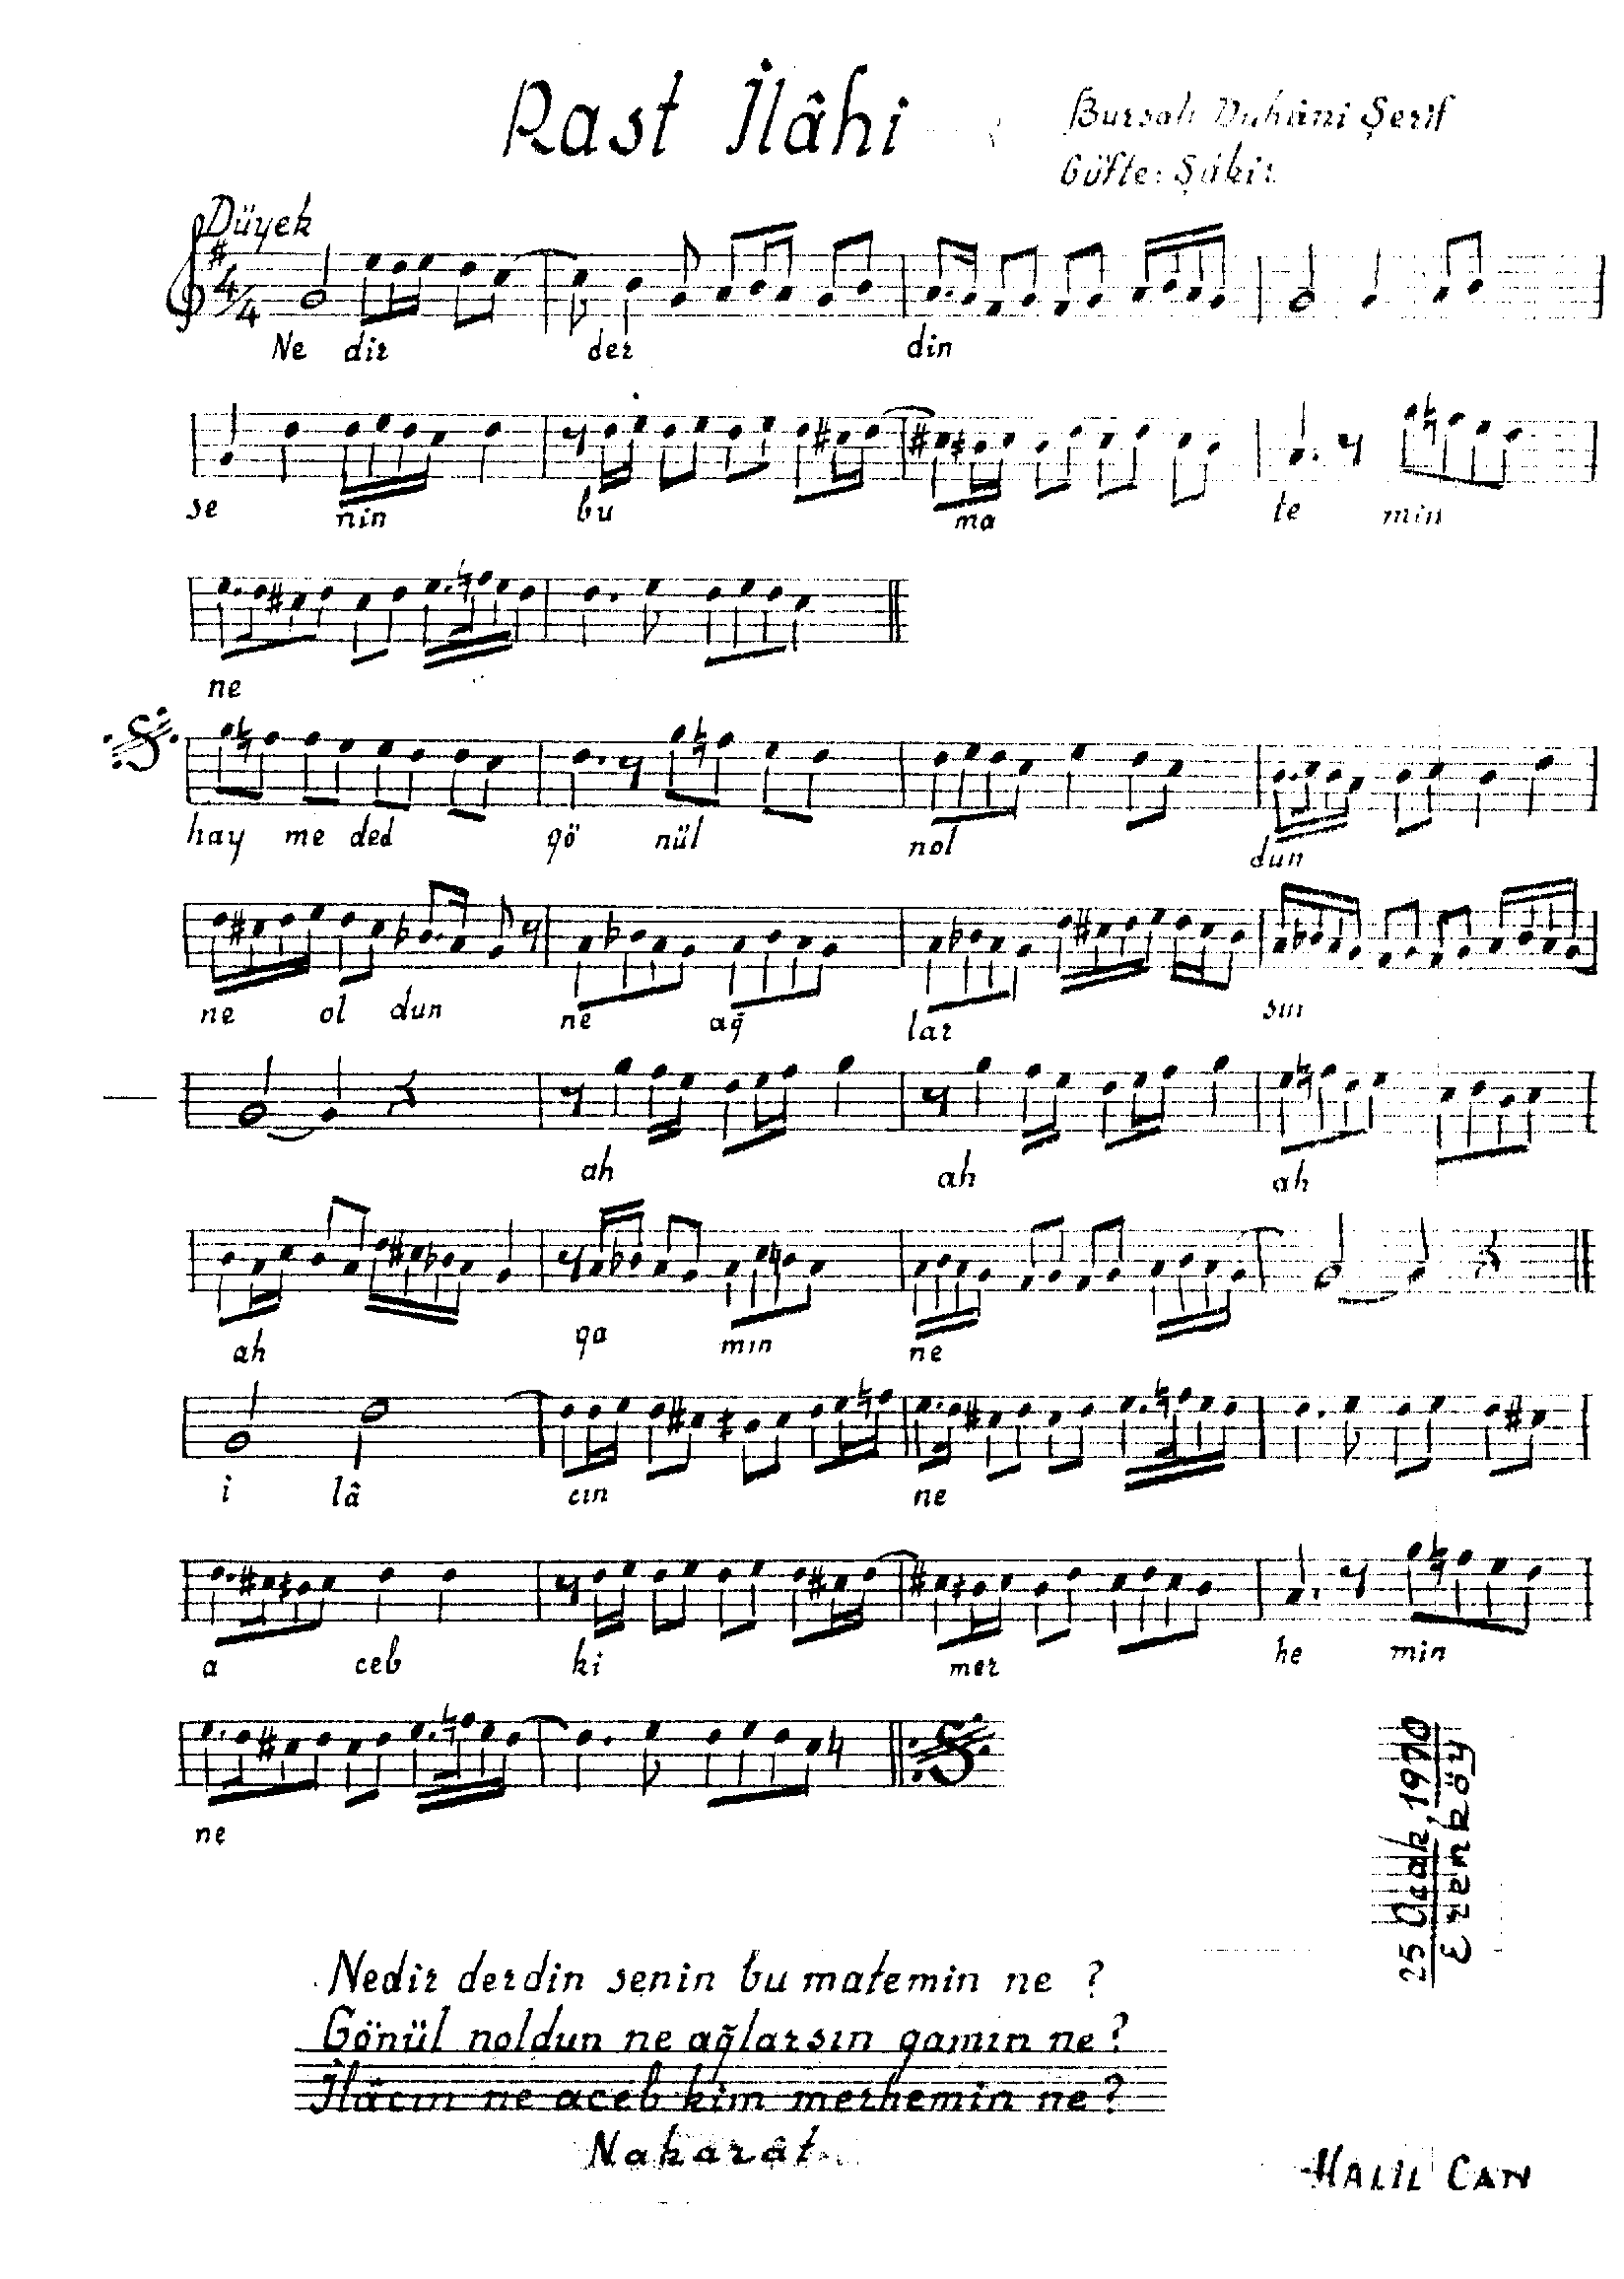 Rast İlâhi
Bursalı Duhâni Şerif
Güfte: Şâkir
Düyek
4/4
Ne dir der din
se nin bu ma te min
ne
hay me ded gö nül nol dun
ne ol dun ne ağ lar sın
ah ah ah
ah ga mın ne
i lâ cın ne
a ceb ki mer he min
ne
25 Ocak, 1970
Erenköy
Nedir derdin senin bu matemin ne ?
Gönül noldun ne ağlarsın gamın ne?
İlâcın ne aceb kim merhemin ne?
Nakarât
HALİL CAN